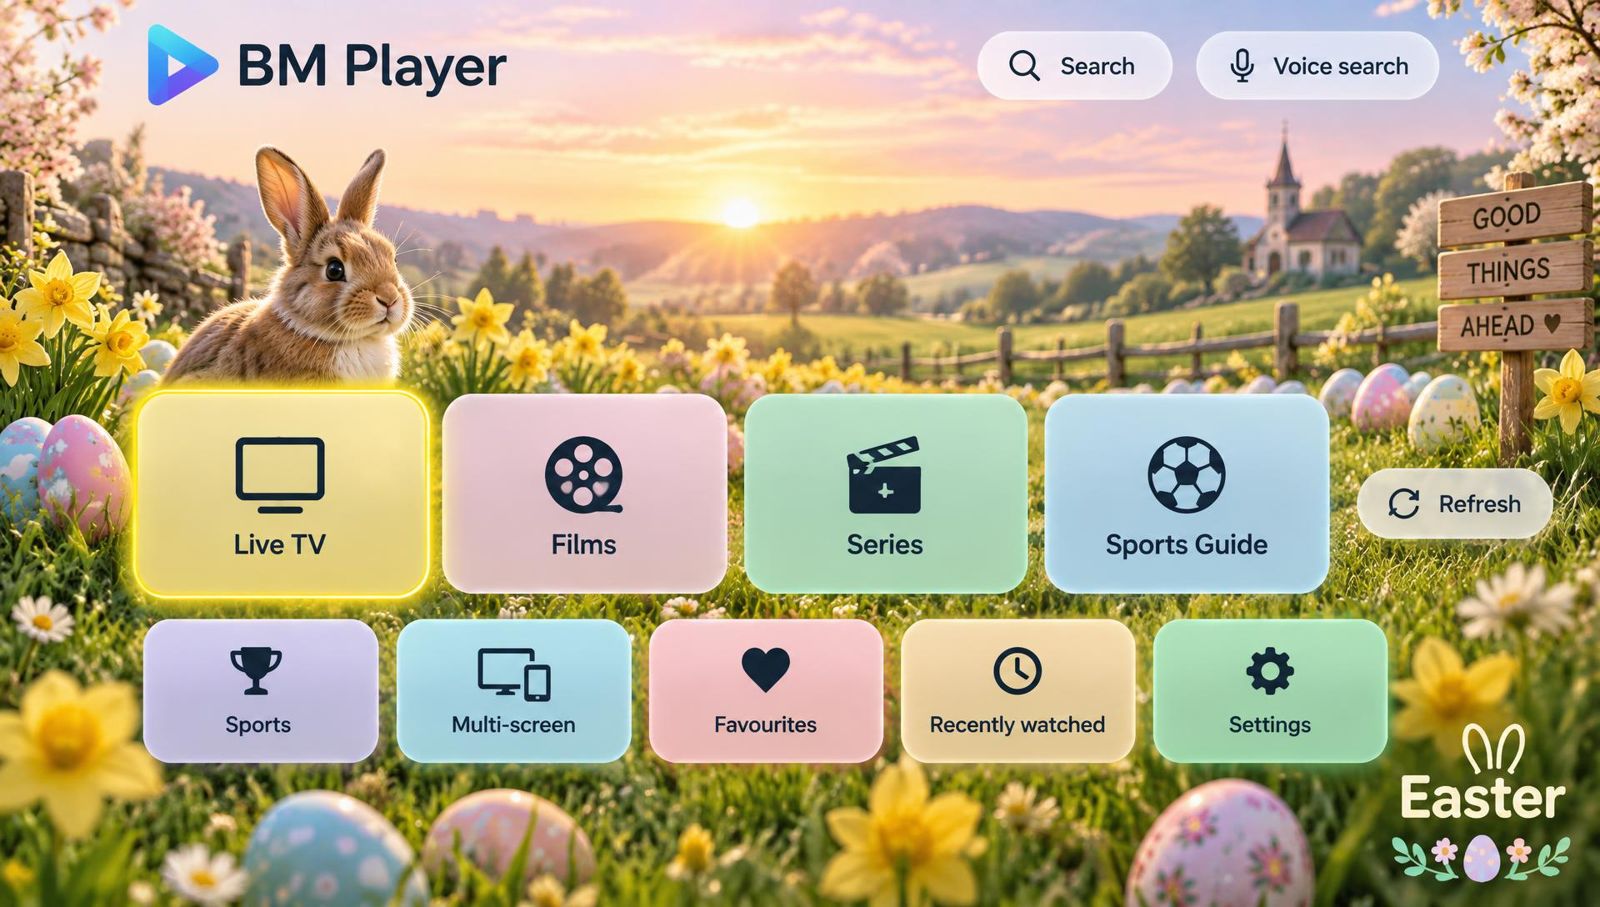 BM Player
Search
Voice search
GOOD
THINGS
AHEAD
Live TV
Films
Series
Sports Guide
Refresh
Sports
Multi-screen
Favourites
Recently watched
Settings
Easter